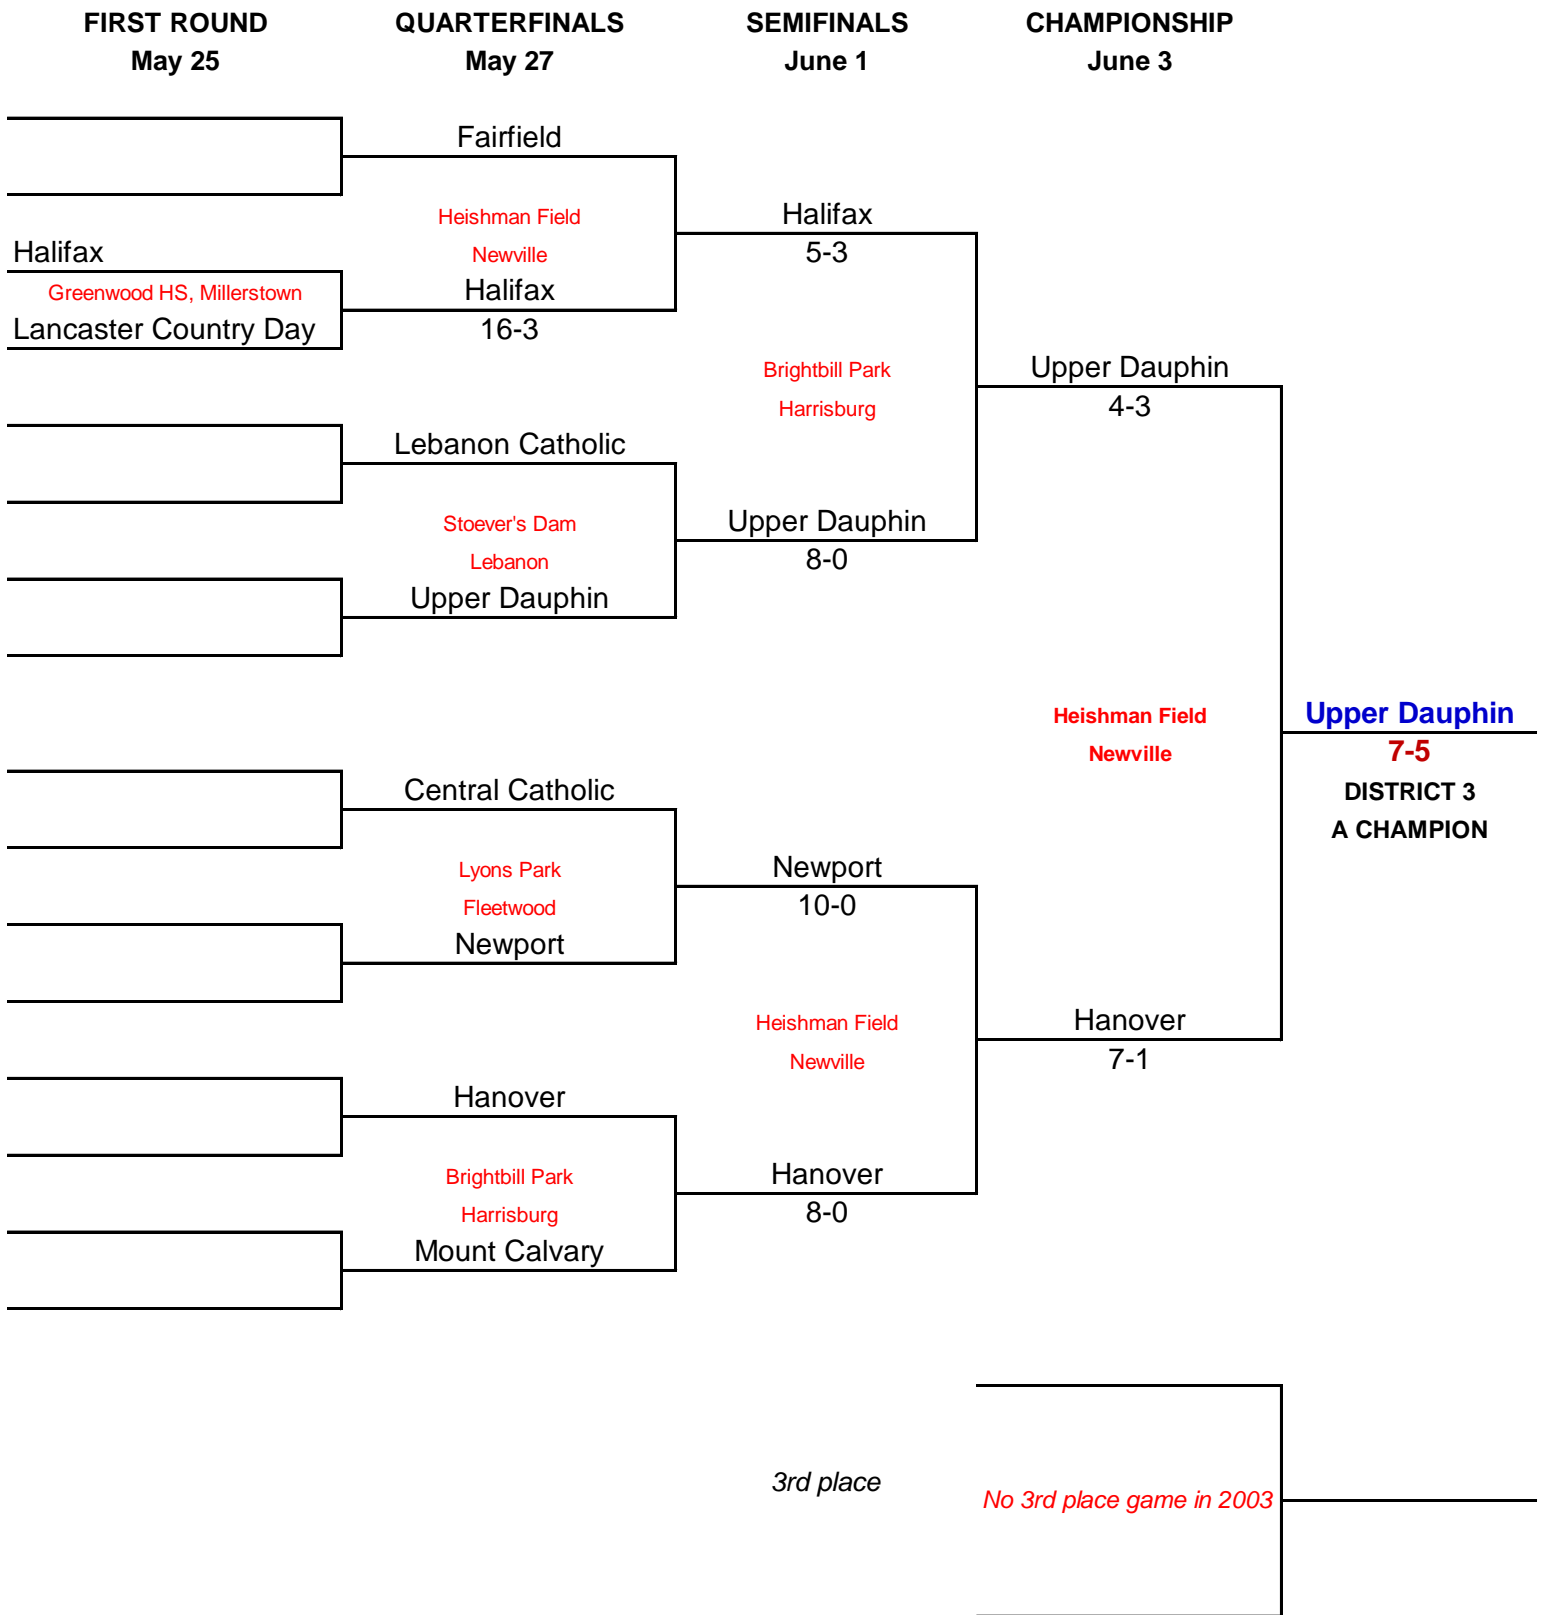 FIRST ROUND
May 25
QUARTERFINALS
May 27
SEMIFINALS
June 1
CHAMPIONSHIP
June 3
Halifax
Greenwood HS, Millerstown
Lancaster Country Day
Fairfield
Heishman Field
Newville
Halifax
16-3
Lebanon Catholic
Stoever's Dam
Lebanon
Upper Dauphin
Central Catholic
Lyons Park
Fleetwood
Newport
Hanover
Brightbill Park
Harrisburg
Mount Calvary
Halifax
5-3
Brightbill Park
Harrisburg
Upper Dauphin
8-0
Newport
10-0
Heishman Field
Newville
Hanover
8-0
Upper Dauphin
4-3
Heishman Field
Newville
Hanover
7-1
Upper Dauphin
7-5
DISTRICT 3
A CHAMPION
3rd place
No 3rd place game in 2003